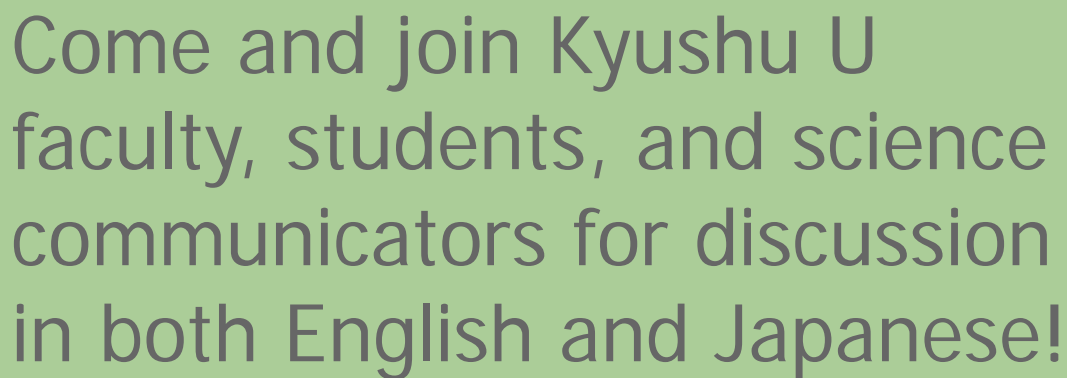 Come and join Kyushu U
faculty, students, and science
communicators for discussion
in both English and Japanese!